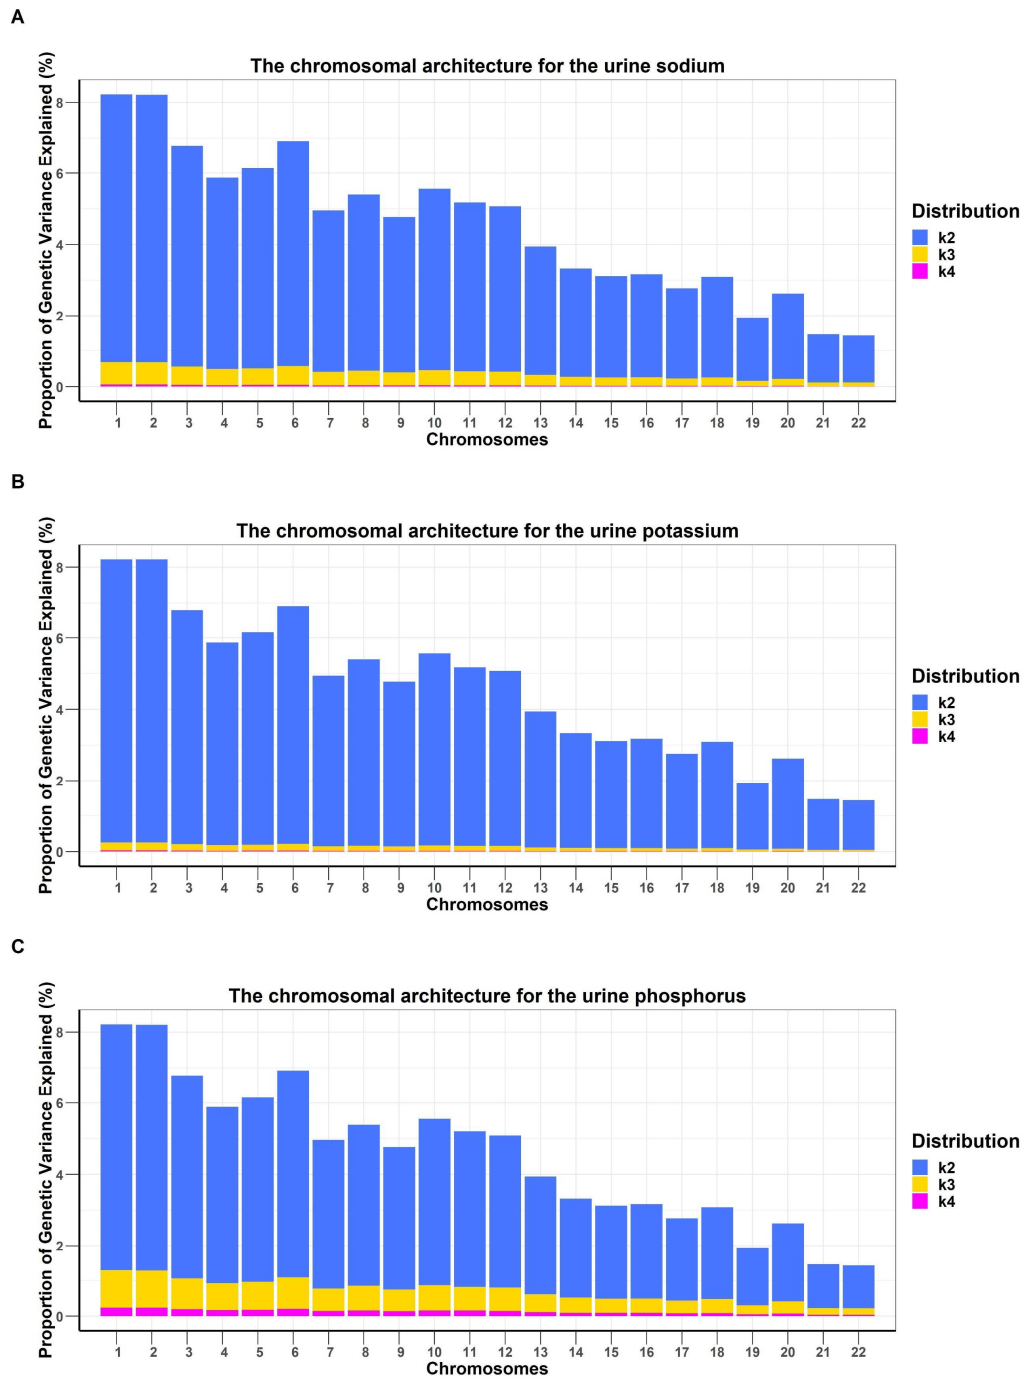 A
The chromosomal architecture for the urine sodium
Proportion of Genetic Variance Explained (%)
8
6
4
2
0
1 2 3 4 5 6 7 8 9 10 11 12 13 14 15 16 17 18 19 20 21 22
Chromosomes
Distribution
k2
k3
k4
B
The chromosomal architecture for the urine potassium
Proportion of Genetic Variance Explained (%)
8
6
4
2
0
1 2 3 4 5 6 7 8 9 10 11 12 13 14 15 16 17 18 19 20 21 22
Chromosomes
Distribution
k2
k3
k4
C
The chromosomal architecture for the urine phosphorus
Proportion of Genetic Variance Explained (%)
8
6
4
2
0
1 2 3 4 5 6 7 8 9 10 11 12 13 14 15 16 17 18 19 20 21 22
Chromosomes
Distribution
k2
k3
k4